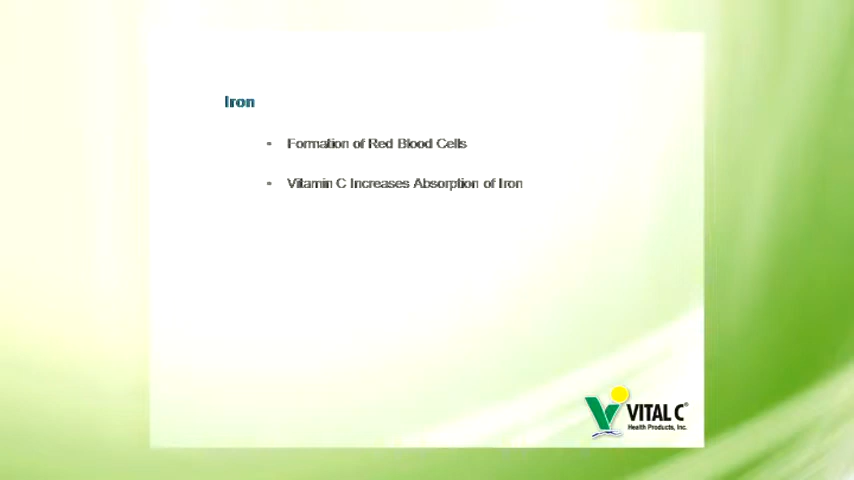 Iron
• Formation of Red Blood Cells
• Vitamin C Increases Absorption of Iron
VITAL C®
Health Products, Inc.